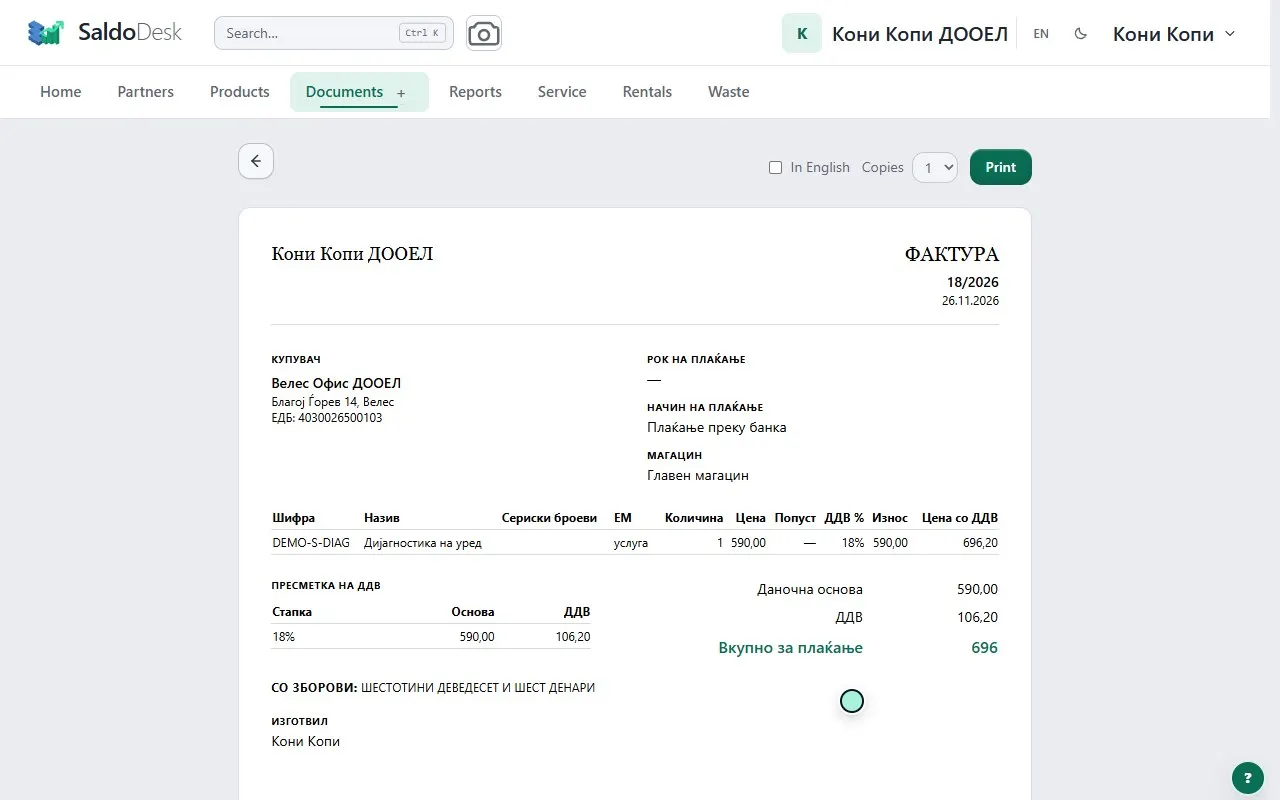 SaldoDesk
Search...
Ctrl K
K
Кони Копи ДООЕЛ
EN
Кони Копи
Home
Partners
Products
Documents +
Reports
Service
Rentals
Waste
In English
Copies
1
Print
Кони Копи ДООЕЛ
ФАКТУРА
18/2026
26.11.2026
КУПУВАЧ
Велес Офис ДООЕЛ
Благој Ѓорев 14, Велес
ЕДБ: 4030026500103
РОК НА ПЛАЌАЊЕ
—
НАЧИН НА ПЛАЌАЊЕ
Плаќање преку банка
МАГАЦИН
Главен магацин
Шифра Назив Сериски броеви ЕМ Количина Цена Попуст ДДВ % Износ Цена со ДДВ
DEMO-S-DIAG Дијагностика на уред услуга 1 590,00 — 18% 590,00 696,20
ПРЕСМЕТКА НА ДДВ
Стапка Основа ДДВ
18% 590,00 106,20
Даночна основа 590,00
ДДВ 106,20
Вкупно за плаќање 696
СО ЗБОРОВИ: ШЕСТОТИНИ ДЕВЕДЕСЕТ И ШЕСТ ДЕНАРИ
ИЗГОТВИЛ
Кони Копи
?